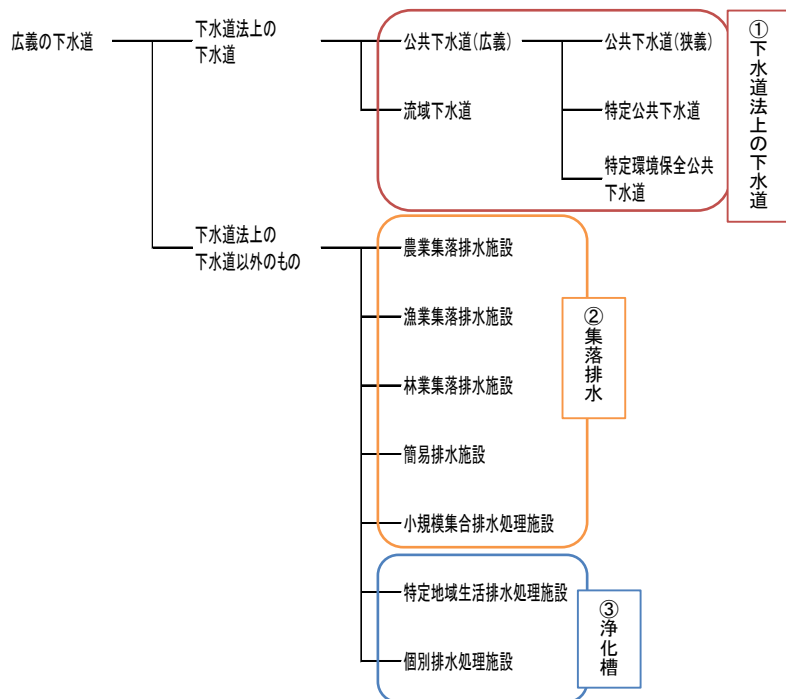 広義の下水道
下水道法上の
下水道
公共下水道(広義)
公共下水道(狭義)
流域下水道
特定公共下水道
特定環境保全公共
下水道
①下水道法上の下水道
下水道法上の
下水道以外のもの
農業集落排水施設
漁業集落排水施設
林業集落排水施設
簡易排水施設
小規模集合排水処理施設
②集落排水
特定地域生活排水処理施設
個別排水処理施設
③浄化槽